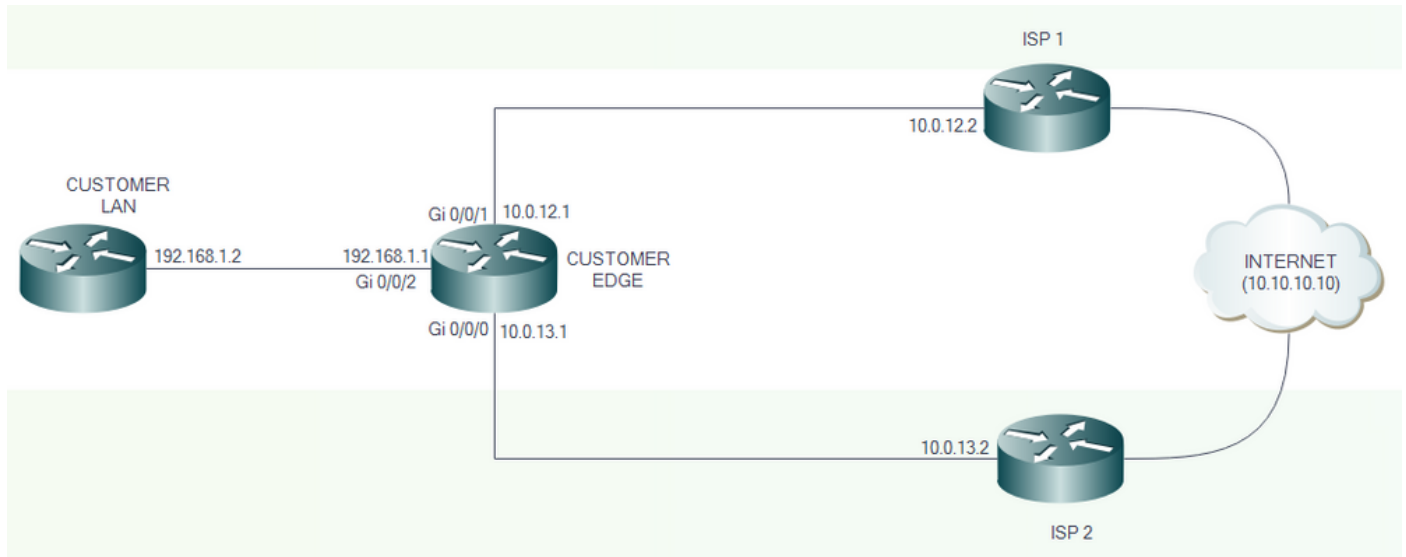 ISP 1
10.0.12.2
CUSTOMER
LAN
192.168.1.2
Gi 0/0/1
10.0.12.1
192.168.1.1
Gi 0/0/2
CUSTOMER
EDGE
Gi 0/0/0
10.0.13.1
INTERNET
(10.10.10.10)
10.0.13.2
ISP 2